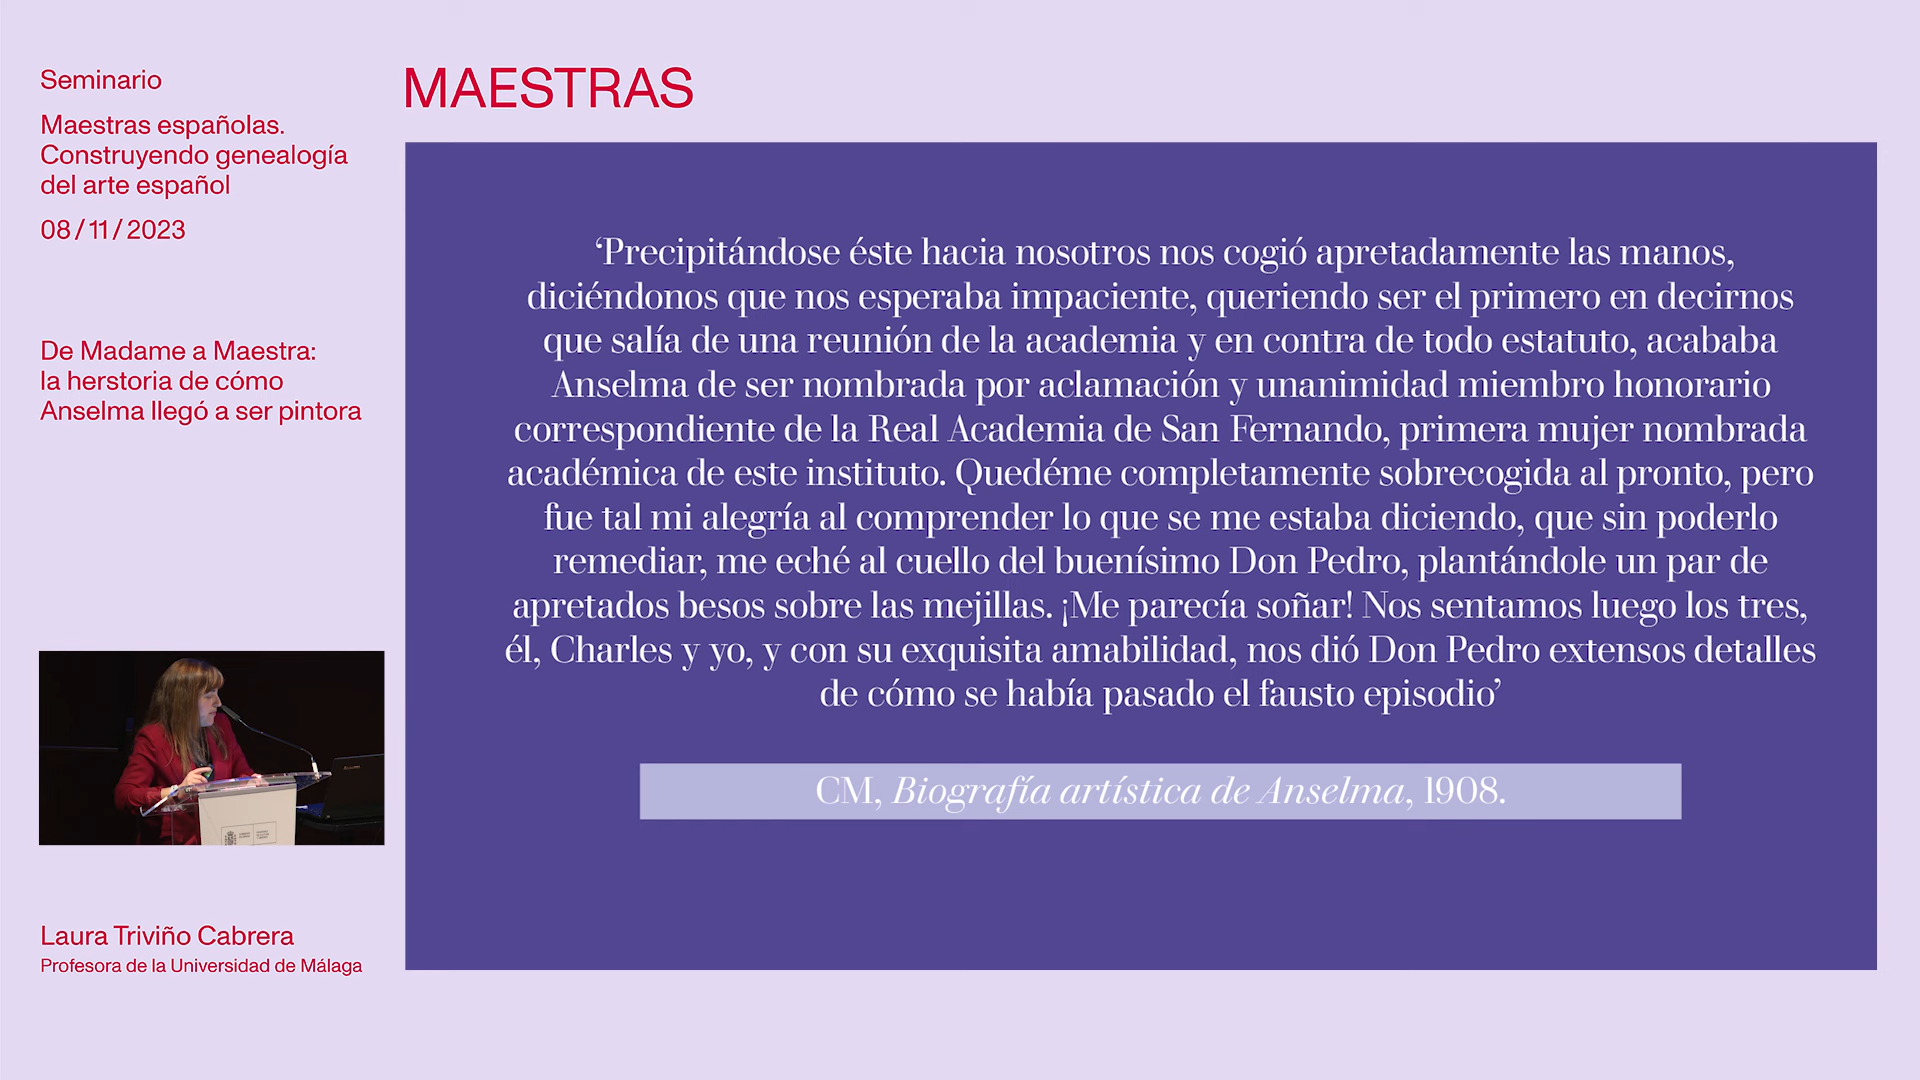 Seminario
Maestras españolas.
Construyendo genealogía
del arte español
08/11/2023
De Madame a Maestra:
la herstoria de cómo
Anselma llegó a ser pintora
Laura Triviño Cabrera
Profesora de la Universidad de Málaga
MAESTRAS
‘Precipitándose éste hacia nosotros nos cogió apretadamente las manos,
diciéndonos que nos esperaba impaciente, queriendo ser el primero en decirnos
que salía de una reunión de la academia y en contra de todo estatuto, acababa
Anselma de ser nombrada por aclamación y unanimidad miembro honorario
correspondiente de la Real Academia de San Fernando, primera mujer nombrada
académica de este instituto. Quedéme completamente sobrecogida al pronto, pero
fue tal mi alegría al comprender lo que se me estaba diciendo, que sin poderlo
remediar, me eché al cuello del buenísimo Don Pedro, plantándole un par de
apretados besos sobre las mejillas. ¡Me parecía soñar! Nos sentamos luego los tres,
él, Charles y yo, y con su exquisita amabilidad, nos dió Don Pedro extensos detalles
de cómo se había pasado el fausto episodio’
CM, Biografía artística de Anselma, 1908.